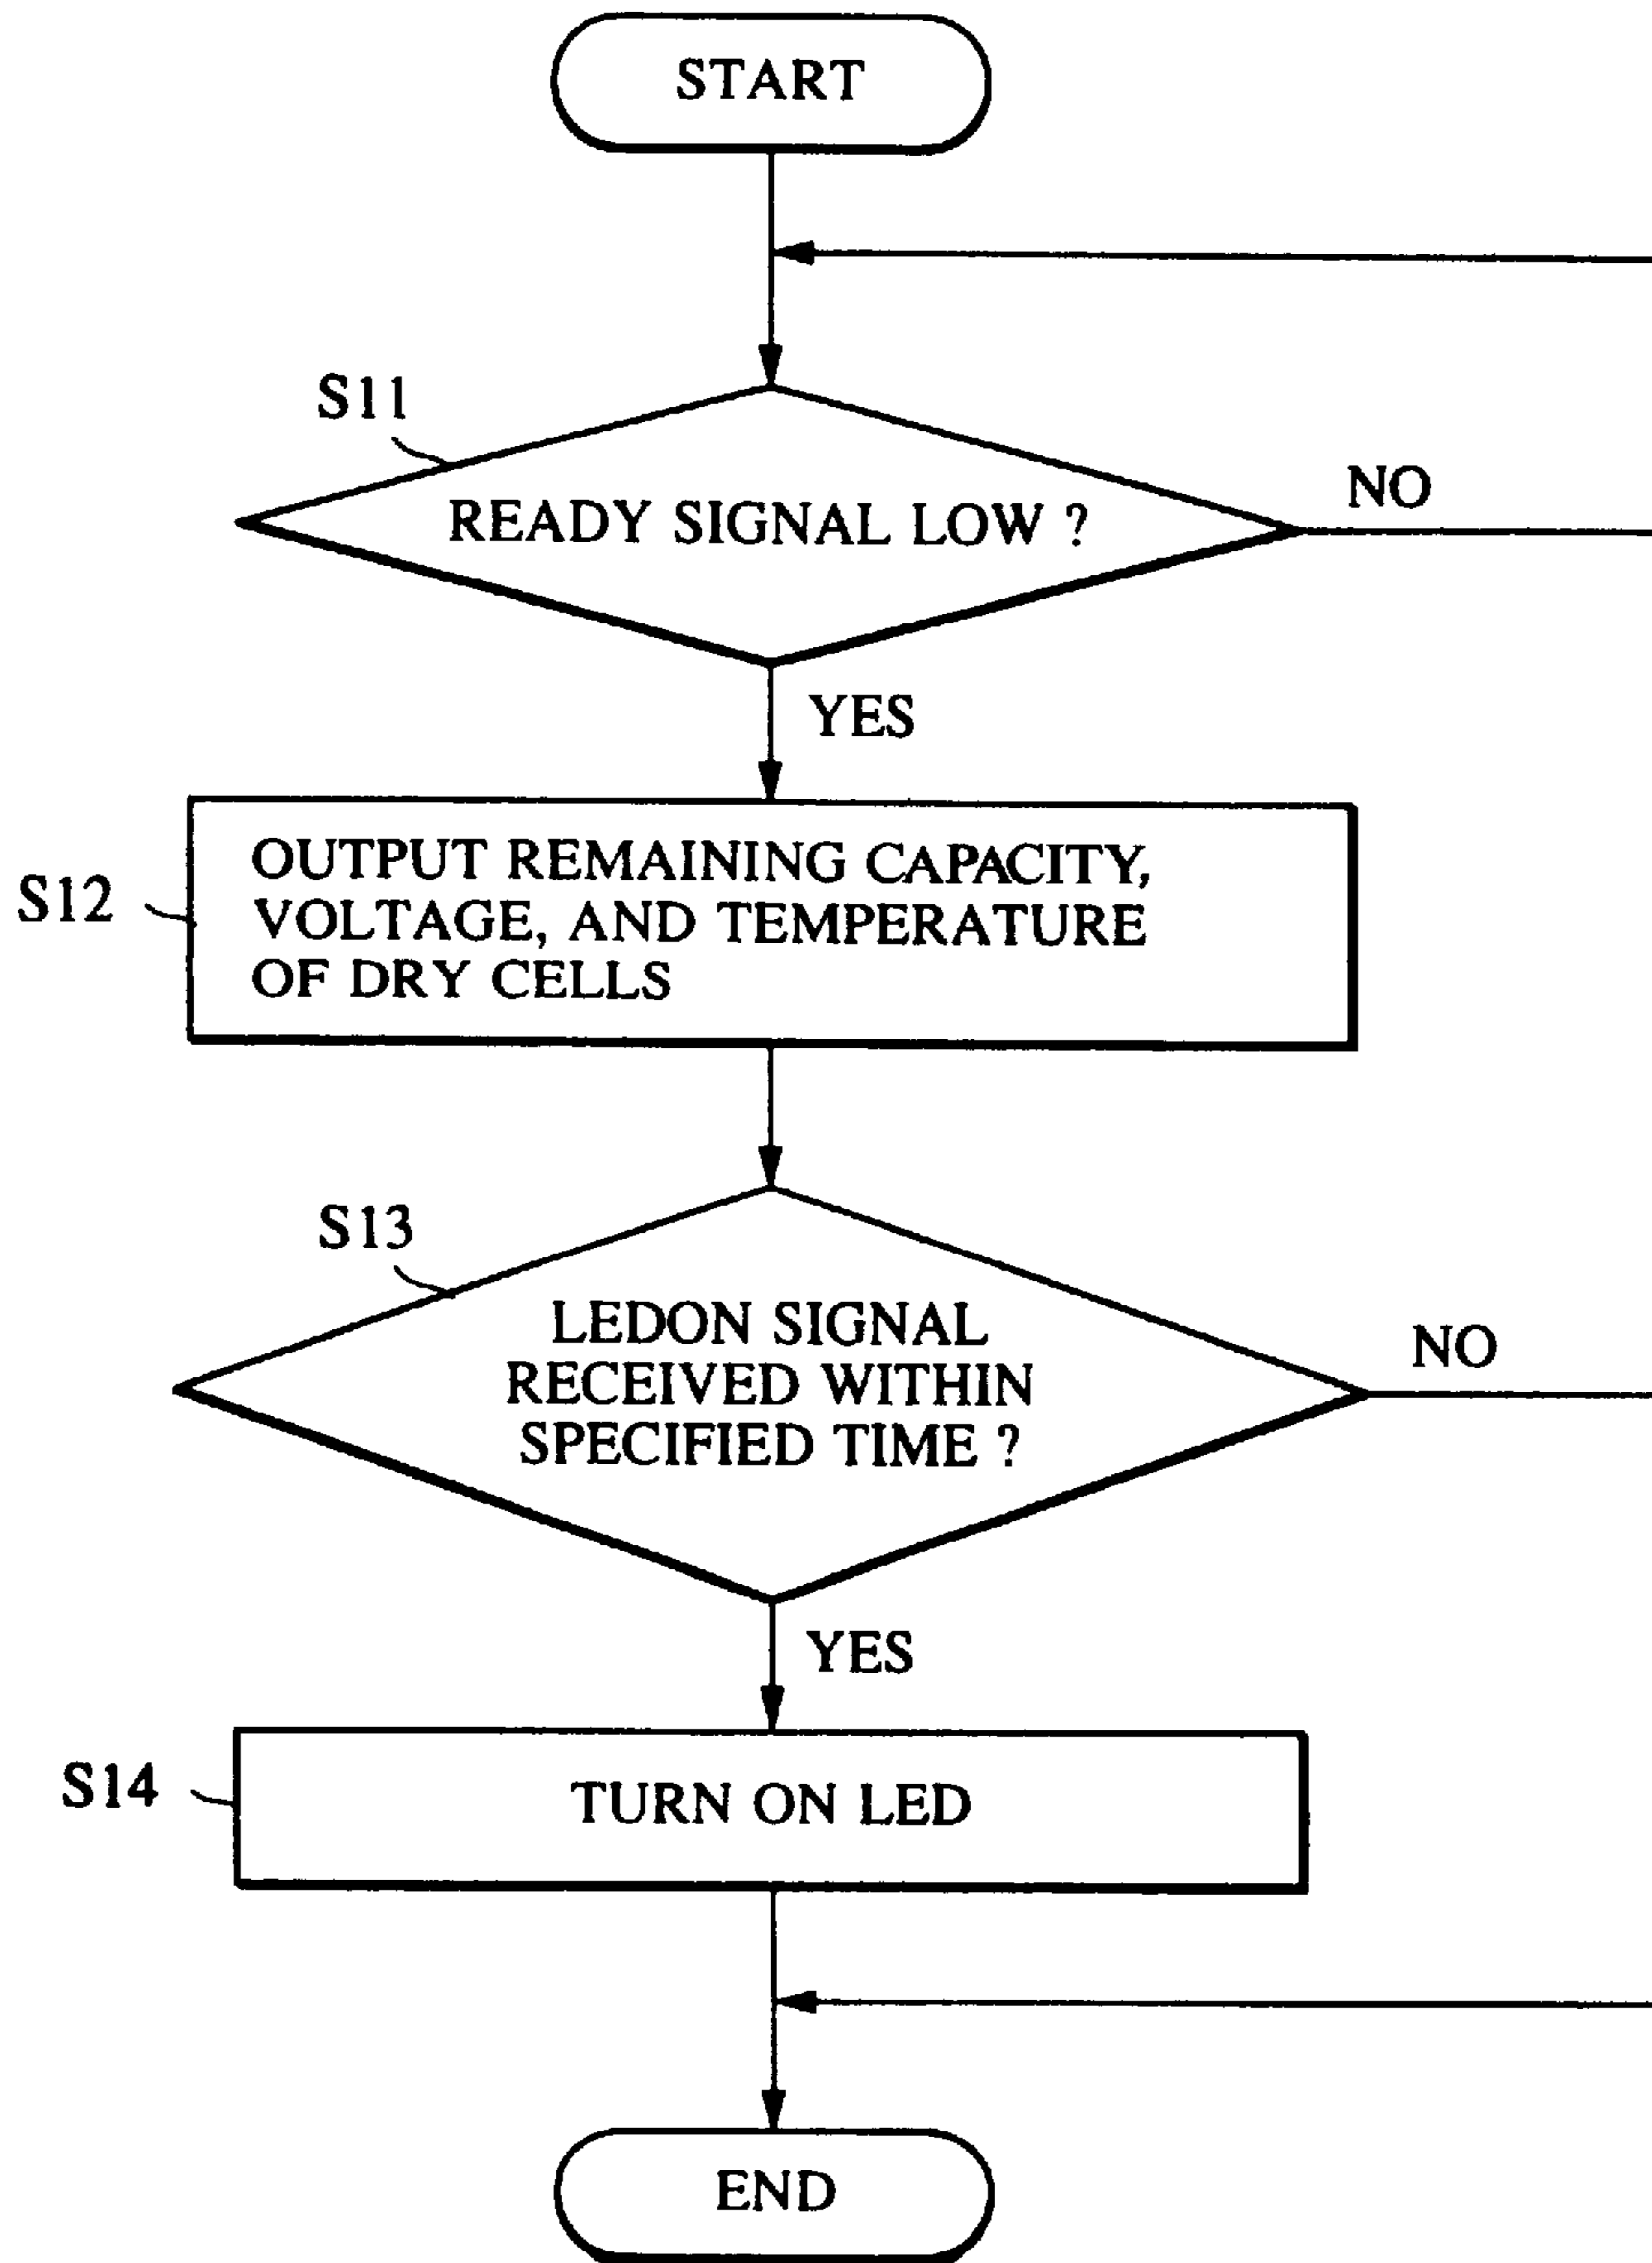 START
S11
READY SIGNAL LOW ?
NO
YES
S12
OUTPUT REMAINING CAPACITY,
VOLTAGE, AND TEMPERATURE
OF DRY CELLS
S13
LEDON SIGNAL
RECEIVED WITHIN
SPECIFIED TIME ?
NO
YES
S14
TURN ON LED
END